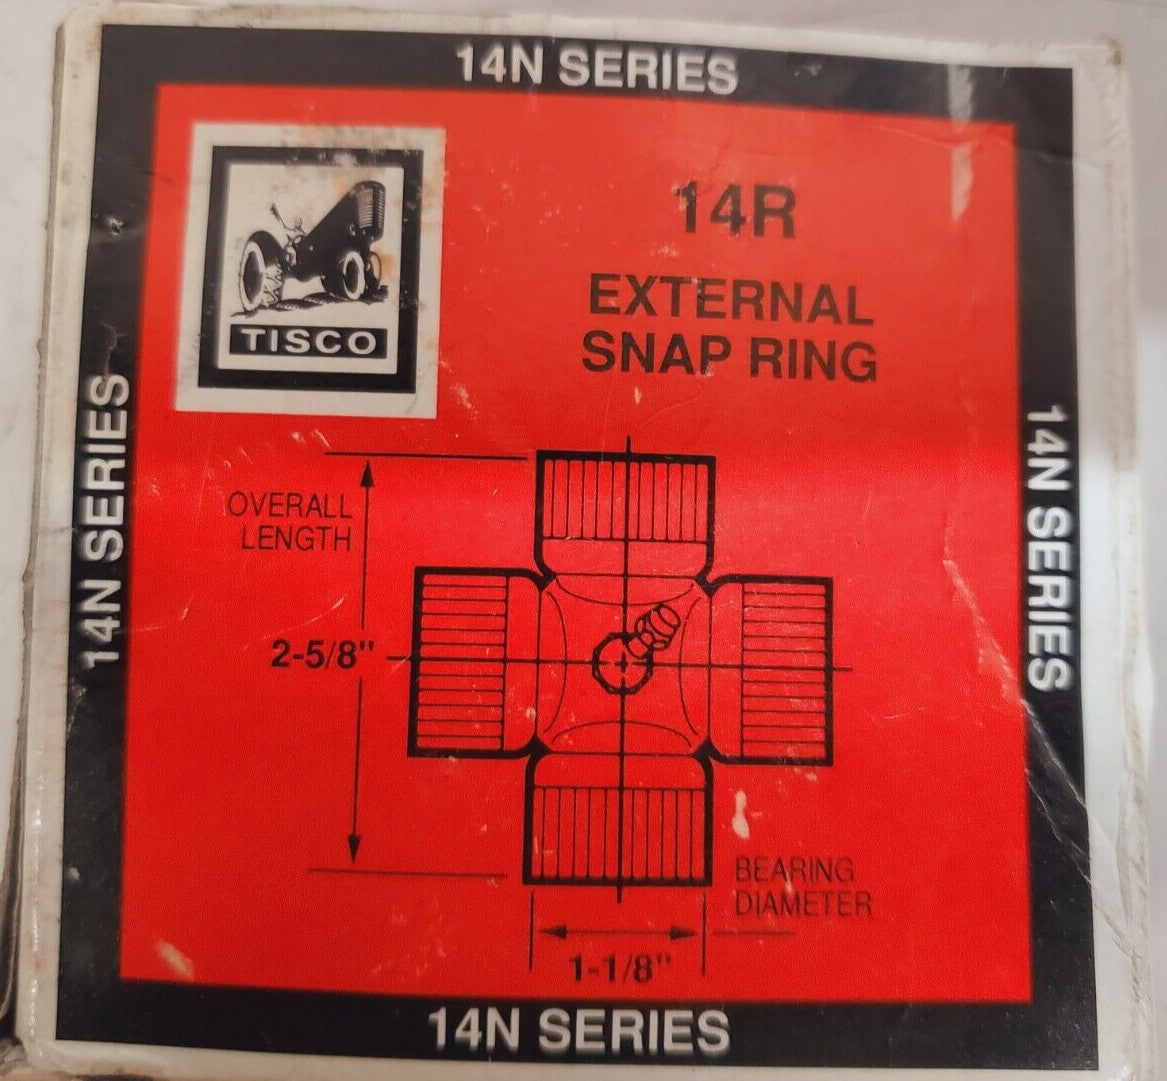 14N SERIES
TISCO
14R
EXTERNAL
SNAP RING
14N SERIES
14N SERIES
OVERALL
LENGTH
2-5/8"
BEARING
DIAMETER
1-1/8"
14N SERIES